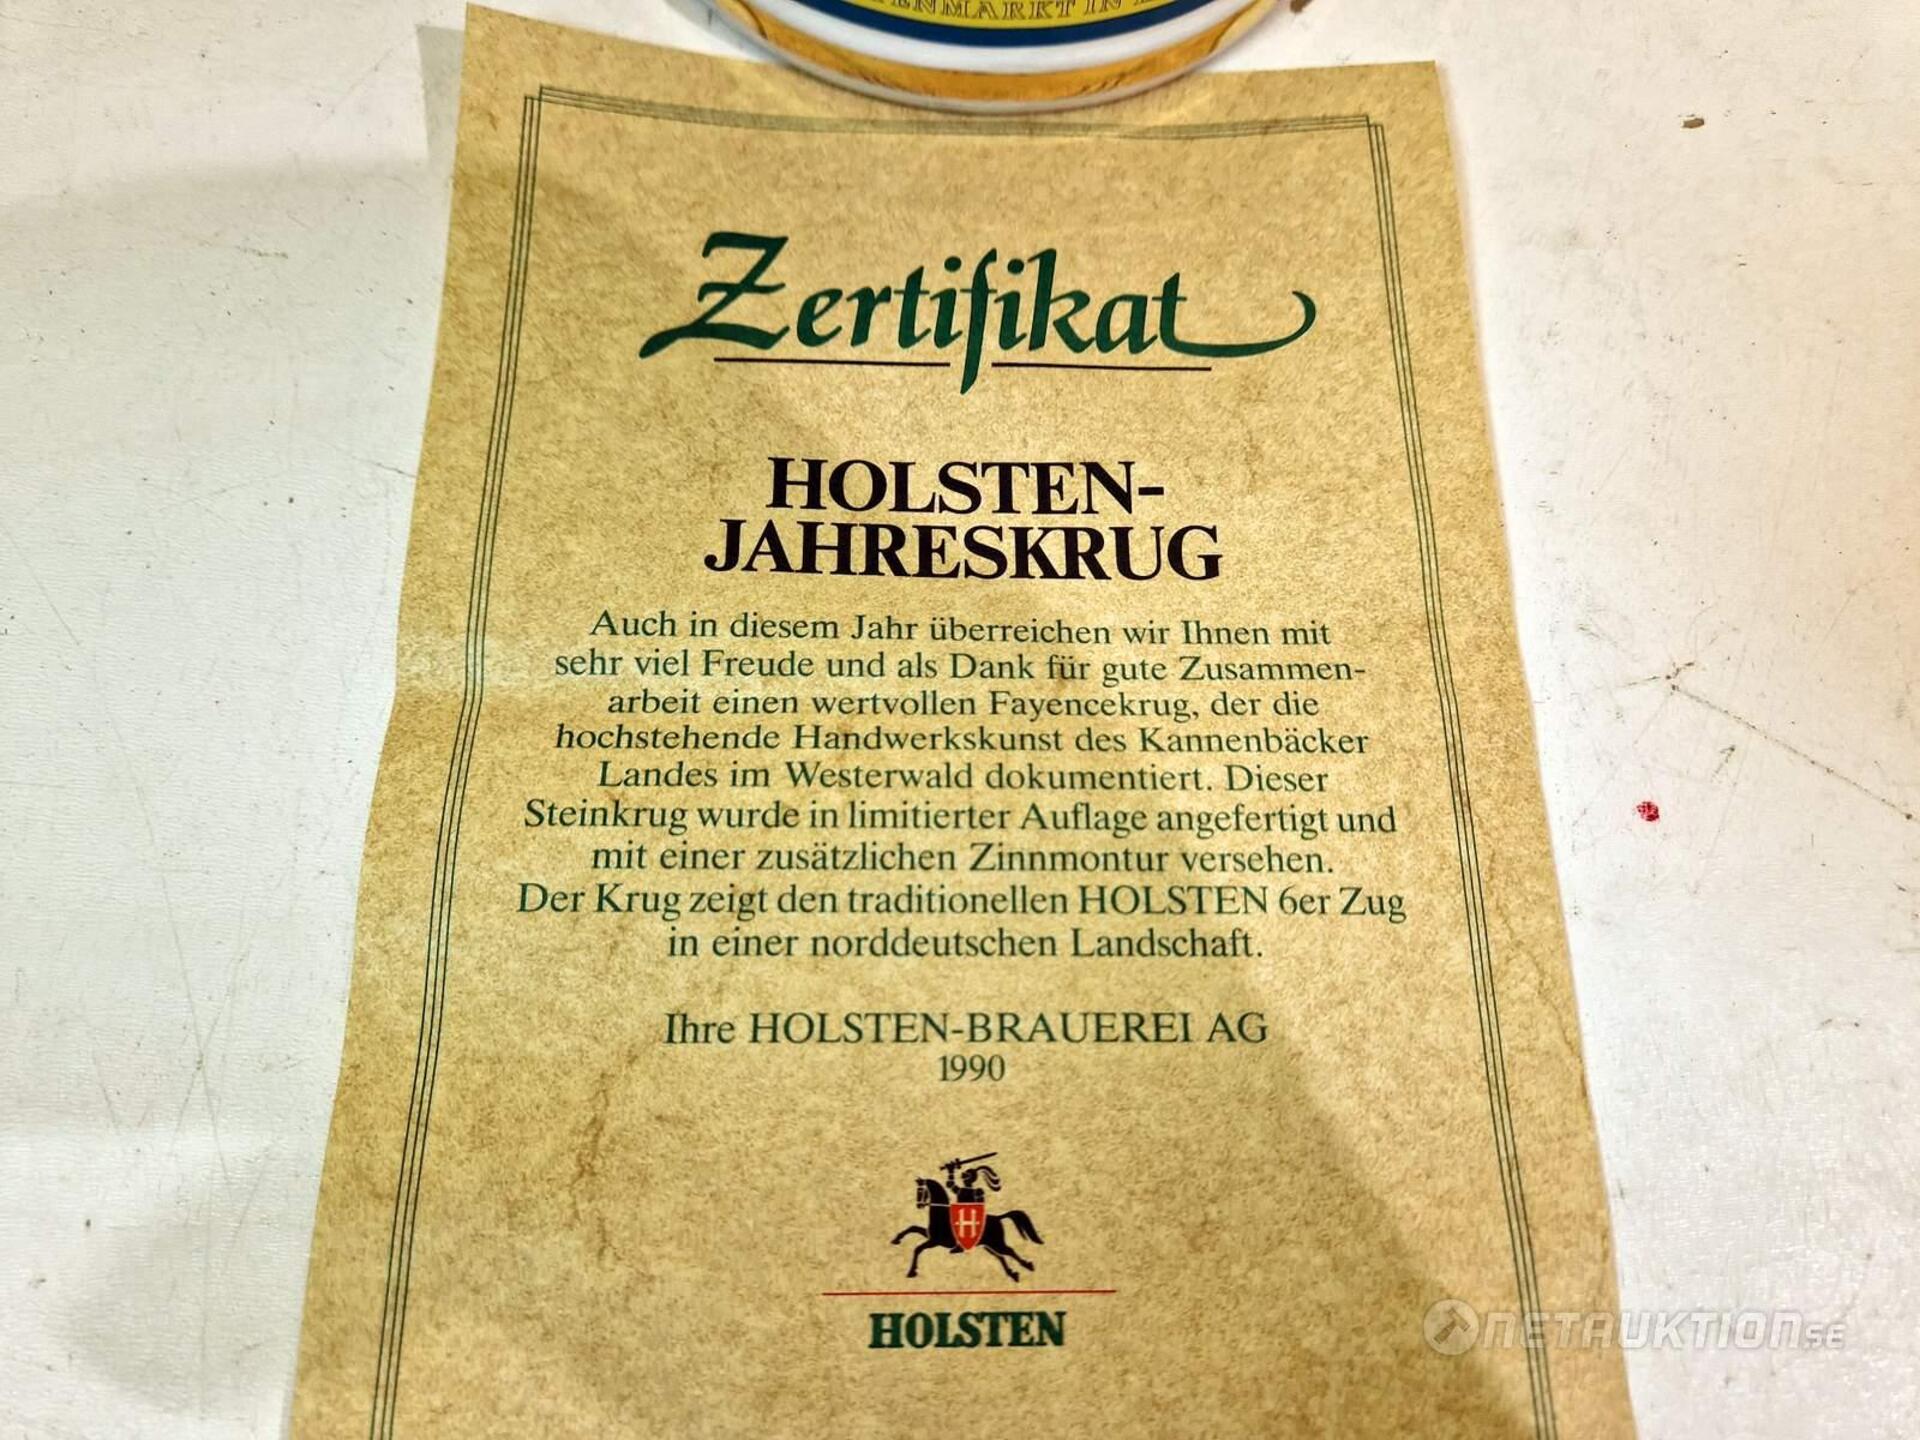 ENMARKT IN
Zertifikat
HOLSTEN-
JAHRESKRUG
Auch in diesem Jahr überreichen wir Ihnen mit
sehr viel Freude und als Dank für gute Zusammen-
arbeit einen wertvollen Fayencekrug, der die
hochstehende Handwerkskunst des Kannenbäcker
Landes im Westerwald dokumentiert. Dieser
Steinkrug wurde in limitierter Auflage angefertigt und
mit einer zusätzlichen Zinnmontur versehen.
Der Krug zeigt den traditionellen HOLSTEN 6er Zug
in einer norddeutschen Landschaft.
Ihre HOLSTEN-BRAUEREI AG
1990
H
HOLSTEN
NETAUKTION.SE